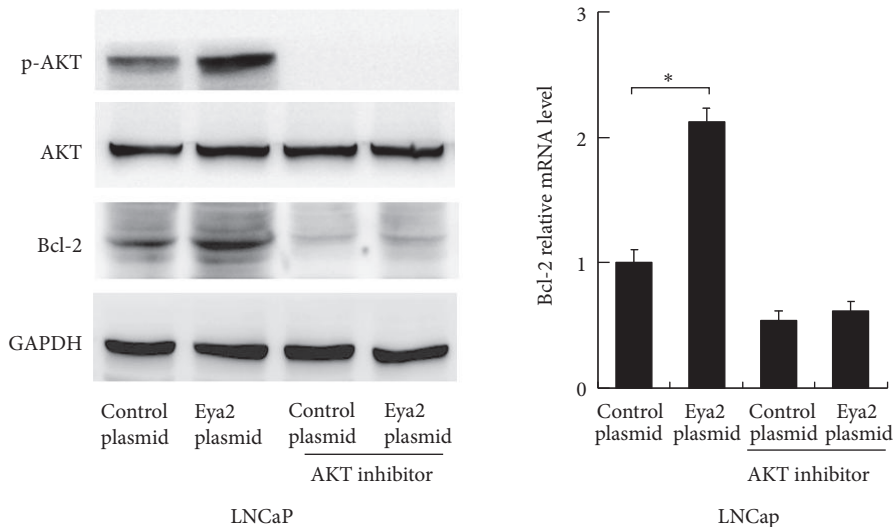 p-AKT
AKT
Bcl-2
GAPDH
Control plasmid
Eya2 plasmid
Control plasmid
Eya2 plasmid
AKT inhibitor
LNCaP
Bcl-2 relative mRNA level
3
2
1
0
*
Control plasmid
Eya2 plasmid
Control plasmid
Eya2 plasmid
AKT inhibitor
LNCap